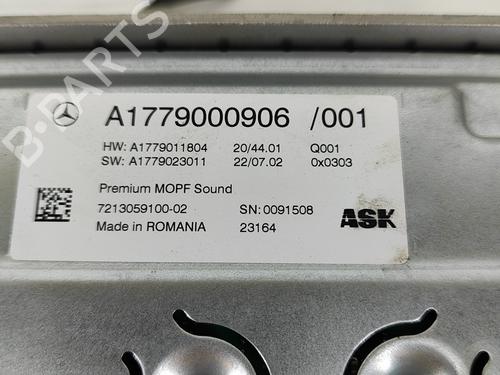 A1779000906 /001
HW: A1779011804 20/44.01 Q001
SW: A1779023011 22/07.02 0x0303
Premium MOPF Sound
7213059100-02 SN: 0091508
Made in ROMANIA 23164
ASK
B-PARTS